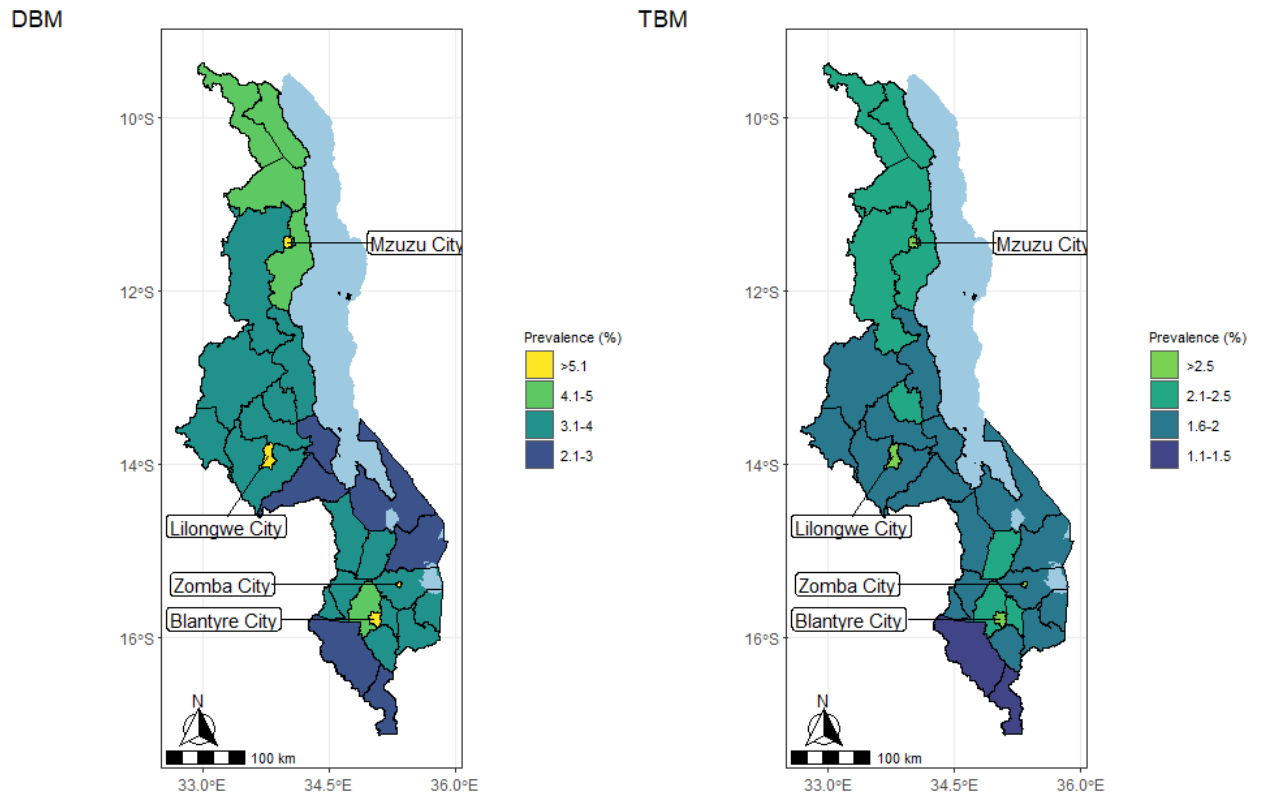 DBM
10°S
12°S
14°S
16°S
Mzuzu City
Lilongwe City
Zomba City
Blantyre City
N
100 km
33.0°E
34.5°E
36.0°E
Prevalence (%)
>5.1
4.1-5
3.1-4
2.1-3
TBM
10°S
12°S
14°S
16°S
Mzuzu City
Lilongwe City
Zomba City
Blantyre City
N
100 km
33.0°E
34.5°E
36.0°E
Prevalence (%)
>2.5
2.1-2.5
1.6-2
1.1-1.5